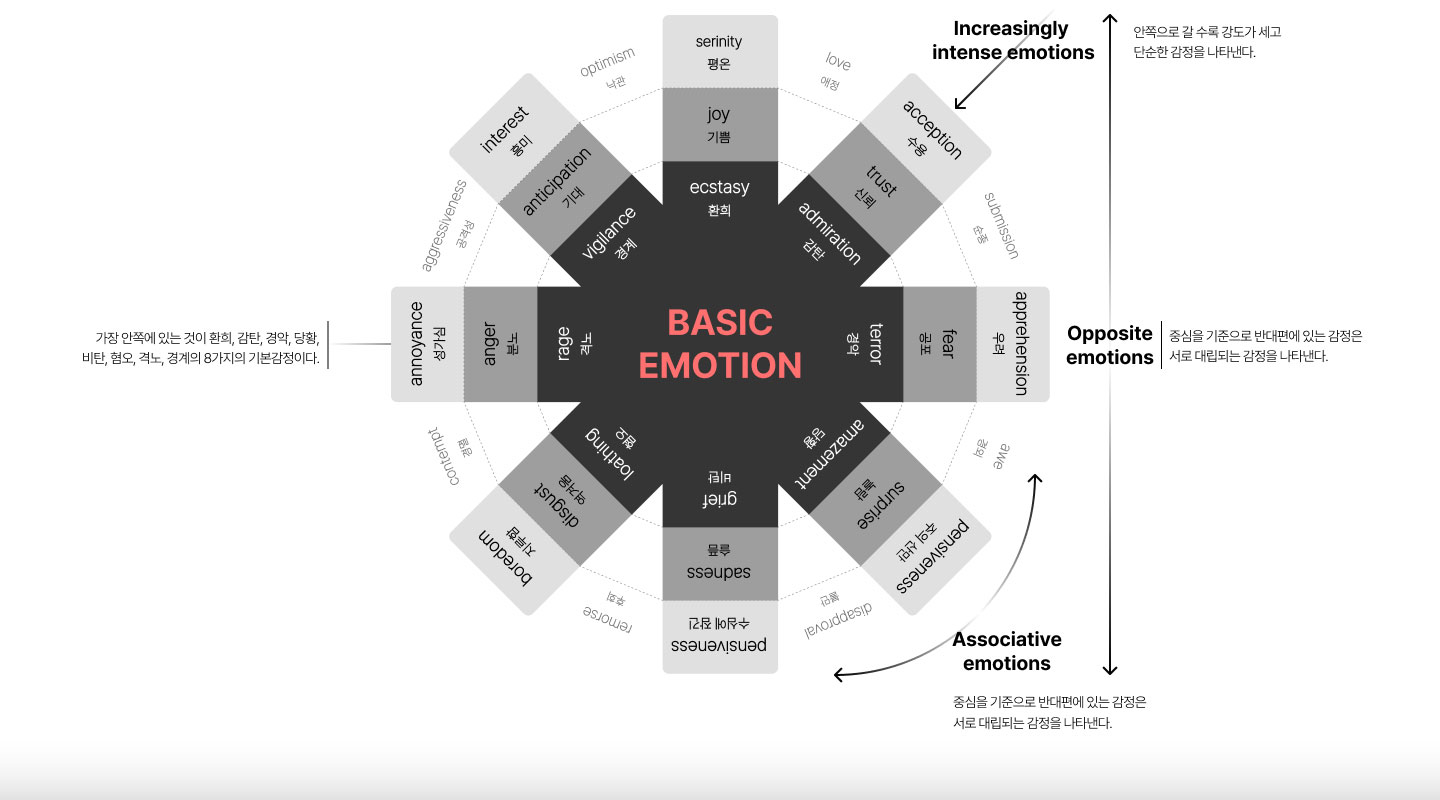 Increasingly
intense emotions
안쪽으로 갈 수록 강도가 세고
단순한 감정을 나타낸다.
serinity
평온
joy
기쁨
ecstasy
환희
love
애정
acception
수용
trust
신뢰
admiration
감탄
submission
순종
apprehension
우려
fear
공포
terror
경악
awe
경외
pensiveness
주의 산만
surprise
놀람
amazement
당황
disapproval
불만
pensiveness
수심에 잠긴
sadness
슬픔
grief
비탄
remorse
후회
boredom
지루함
disgust
역겨움
loathing
혐오
contempt
경멸
annoyance
성가심
anger
분노
rage
격노
aggressiveness
공격성
interest
흥미
anticipation
기대
vigilance
경계
optimism
낙관
BASIC
EMOTION
가장 안쪽에 있는 것이 환희, 감탄, 경악, 당황,
비탄, 혐오, 격노, 경계의 8가지의 기본감정이다.
Opposite
emotions
중심을 기준으로 반대편에 있는 감정은
서로 대립되는 감정을 나타낸다.
Associative
emotions
중심을 기준으로 반대편에 있는 감정은
서로 대립되는 감정을 나타낸다.